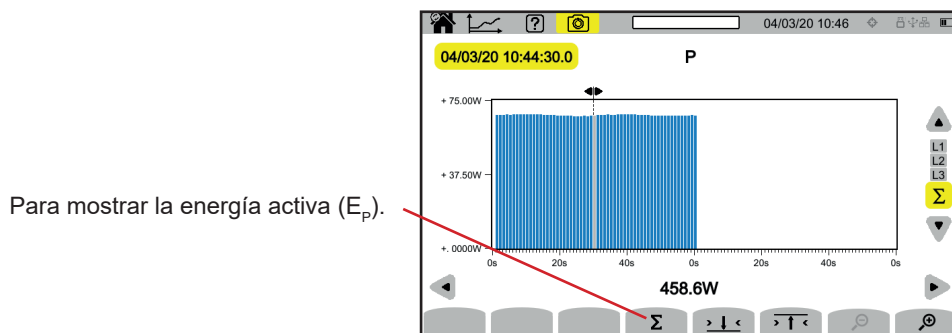 04/03/20 10:46
04/03/20 10:44:30.0
P
+ 75.00W
+ 37.50W
+. 0000W
0s 20s 40s 0s 20s 40s 0s
L1
L2
L3
Σ
458.6W
Σ
Para mostrar la energía activa (EP).